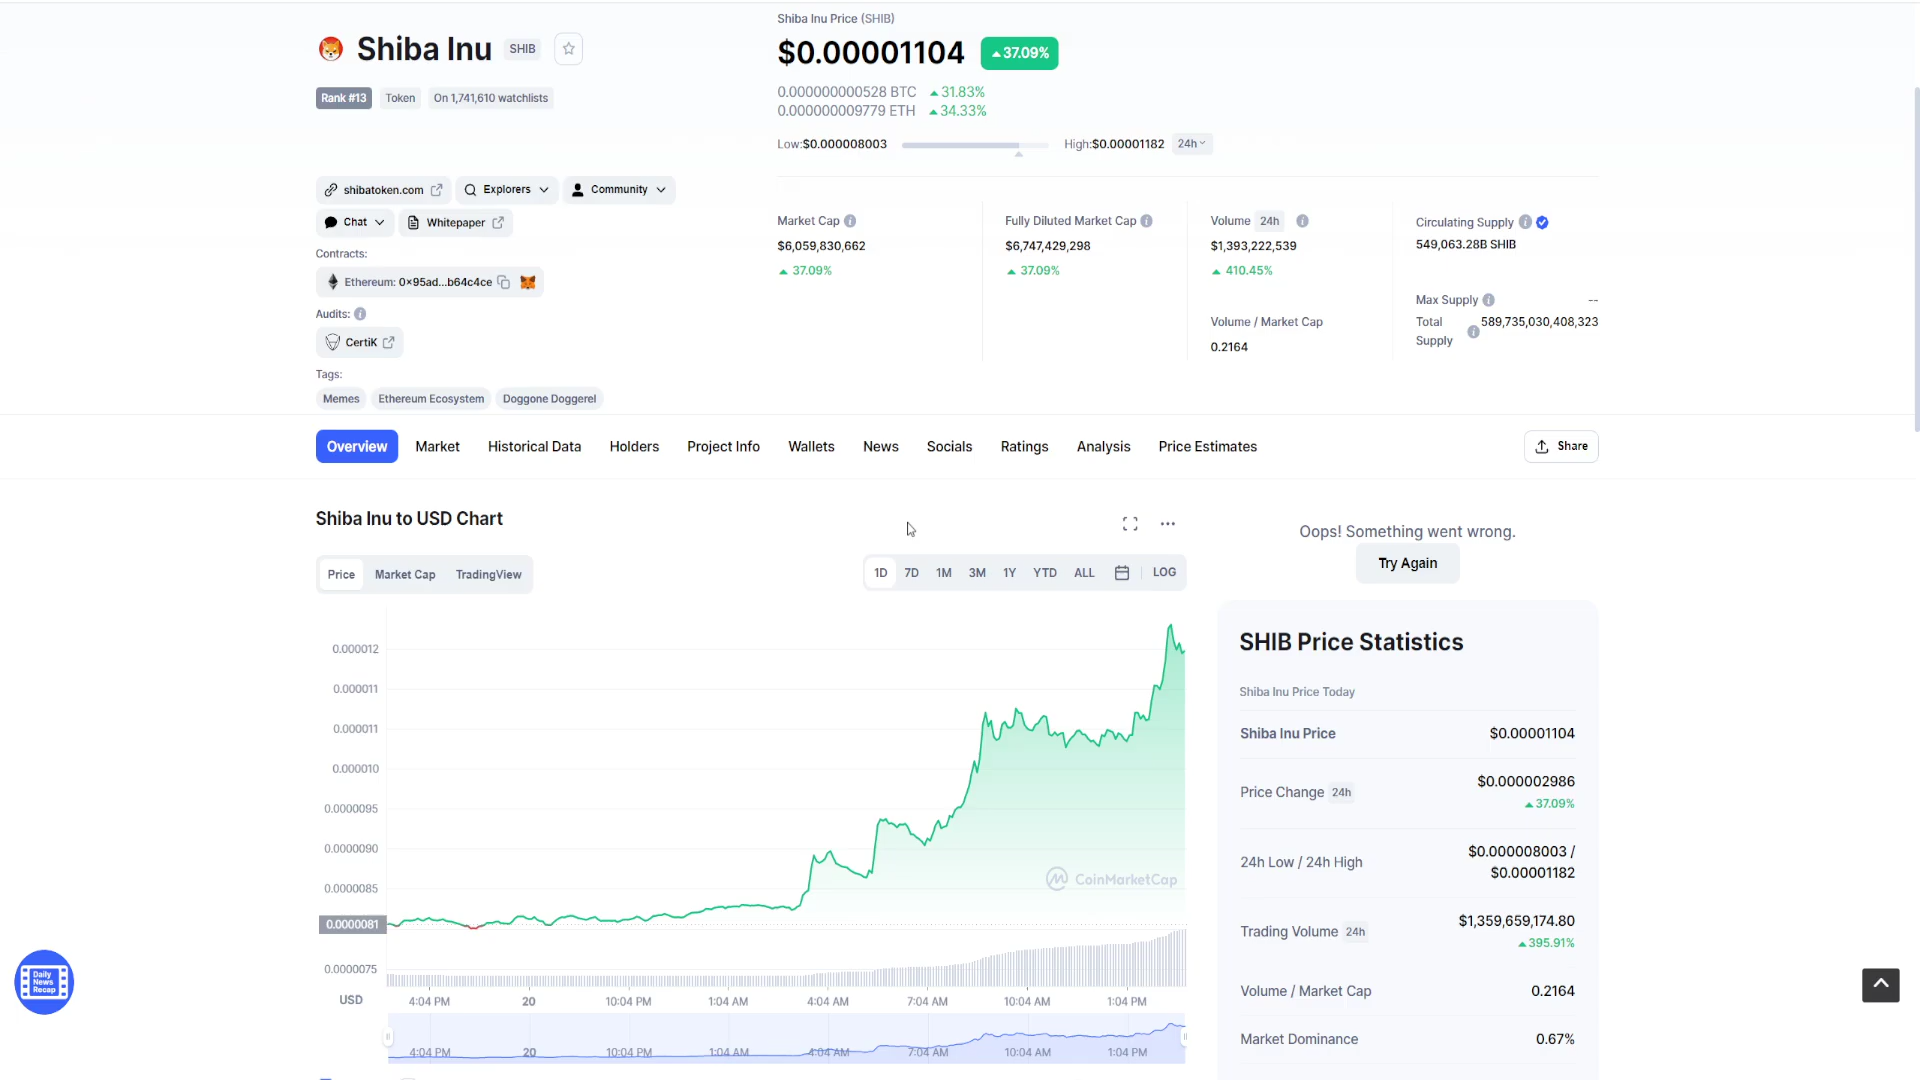 Shiba Inu SHIB
Rank #13 Token On 1,741,610 watchlists
shibatoken.com Explorers Community
Chat Whitepaper
Contracts:
Ethereum: 0×95ad...b64c4ce
Audits:
CertiK
Tags:
Memes Ethereum Ecosystem Doggone Doggerel
Shiba Inu Price (SHIB)
$0.00001104 37.09%
0.000000000528 BTC 31.83%
0.000000009779 ETH 34.33%
Low:$0.000008003 High:$0.00001182 24h
Market Cap
$6,059,830,662
37.09%
Fully Diluted Market Cap
$6,747,429,298
37.09%
Volume 24h
$1,393,222,539
410.45%
Volume / Market Cap
0.2164
Circulating Supply
549,063.28B SHIB
Max Supply --
Total Supply 589,735,030,408,323
Overview Market Historical Data Holders Project Info Wallets News Socials Ratings Analysis Price Estimates Share
Shiba Inu to USD Chart
Price Market Cap TradingView
1D 7D 1M 3M 1Y YTD ALL LOG
0.000012
0.000011
0.000011
0.000010
0.0000095
0.0000090
0.0000085
0.0000081
0.0000075
CoinMarketCap
USD 4:04 PM 20 10:04 PM 1:04 AM 4:04 AM 7:04 AM 10:04 AM 1:04 PM
4:04 PM 20 10:04 PM 1:04 AM 4:04 AM 7:04 AM 10:04 AM 1:04 PM
Oops! Something went wrong.
Try Again
SHIB Price Statistics
Shiba Inu Price Today
Shiba Inu Price $0.00001104
Price Change 24h $0.000002986
37.09%
24h Low / 24h High $0.000008003 /
$0.00001182
Trading Volume 24h $1,359,659,174.80
395.91%
Volume / Market Cap 0.2164
Market Dominance 0.67%
Daily
News
Recap